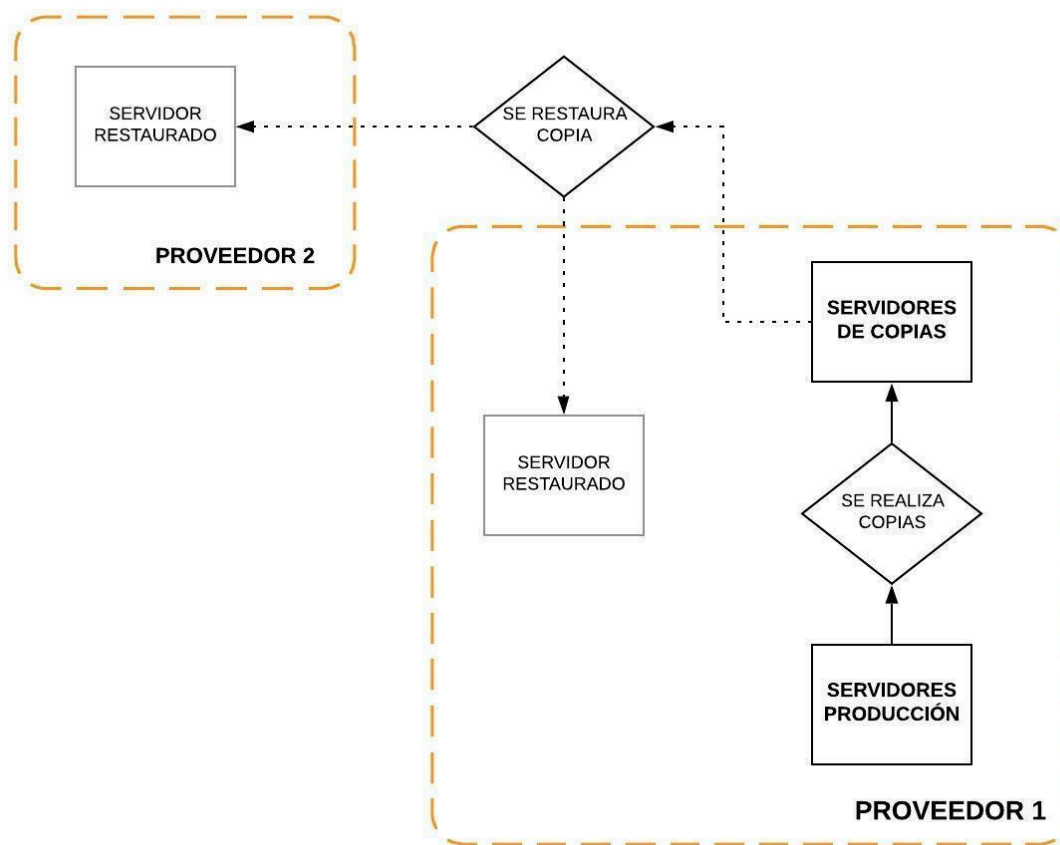 SERVIDOR
RESTAURADO
SE RESTAURA
COPIA
PROVEEDOR 2
SERVIDORES
DE COPIAS
SERVIDOR
RESTAURADO
SE REALIZA
COPIAS
SERVIDORES
PRODUCCIÓN
PROVEEDOR 1